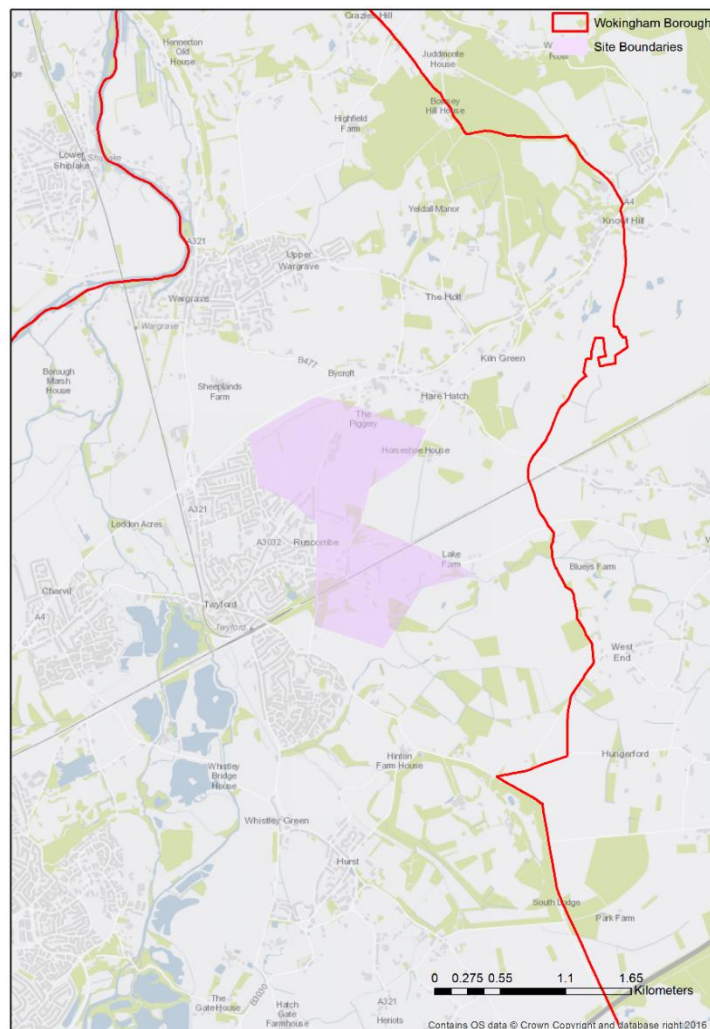 Wokingham Borough
Site Boundaries
Crazies Hill
Hennerton
Old
House
Juddmonte
House
Bowsey
Hill House
Highfield
Farm
Lower
Shiplake
Shiplake
A4
Knowl Hill
Yeldall Manor
A321
Upper
Wargrave
Wargrave
The Holt
Wargrave
B477
Kiln Green
Borough
Marsh
House
Bycroft
Sheeplands
Farm
Hare Hatch
The
Piggery
Horseshoe House
A321
Loddon Acres
A3032
Ruscombe
Lake
Farm
Blueys Farm
Charvil
A4
Twyford
Twyford
West
End
Hinton
Farm House
Hungerford
Whistley
Bridge
House
Whistley Green
Hurst
South Lodge
Park Farm
0 0.275 0.55 1.1 1.65
Kilometers
The
Gate House
B3030
Hatch
Gate
Farmhouse
A321
Heriots
Contains OS data © Crown Copyright and database right 2016